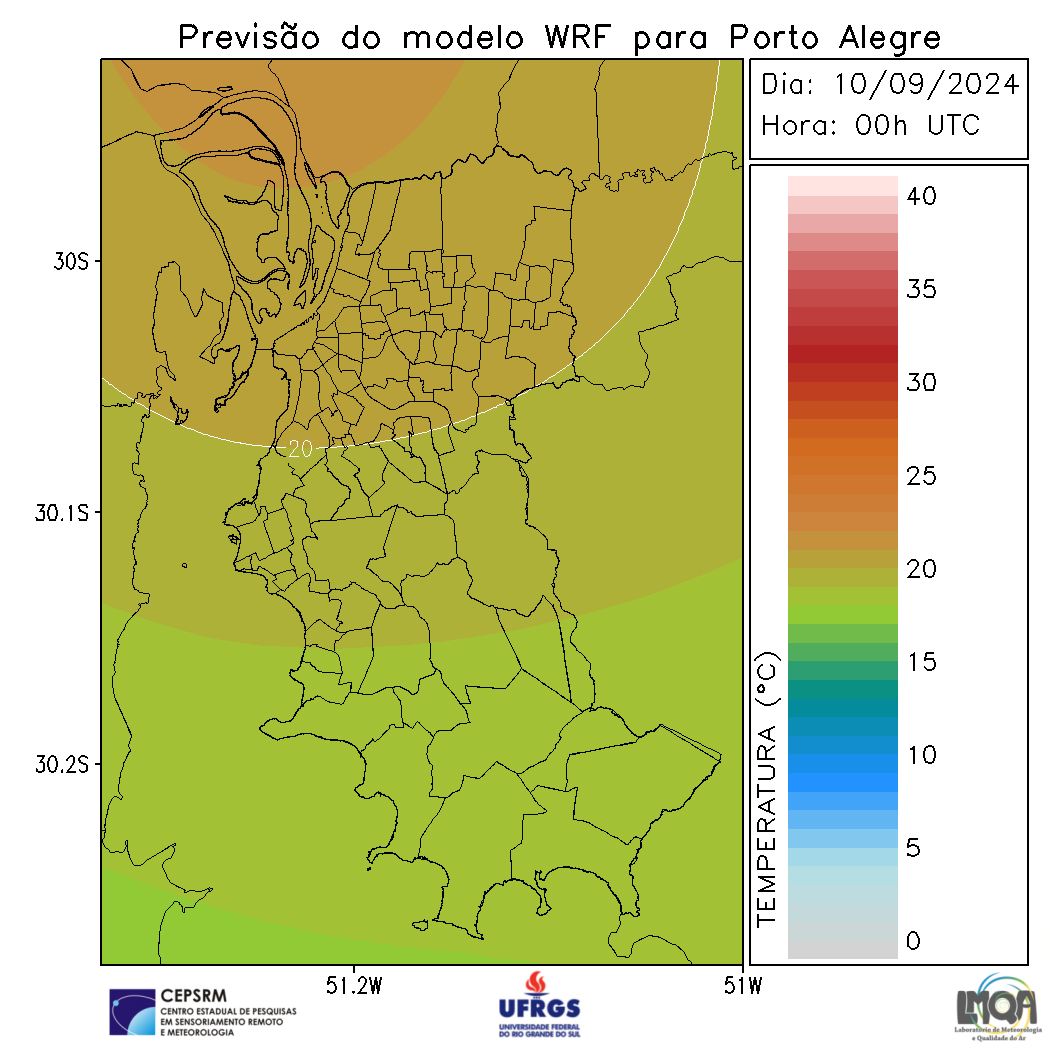 Previsão do modelo WRF para Porto Alegre
Dia: 10/09/2024
Hora: 00h UTC
40
35
30
25
20
15
10
5
0
TEMPERATURA (°C)
30S
30.1S
30.2S
20
51.2W
51W
CEPSRM
CENTRO ESTADUAL DE PESQUISAS
EM SENSORIAMENTO REMOTO
E METEOROLOGIA
UFRGS
UNIVERSIDADE FEDERAL
DO RIO GRANDE DO SUL
LMQA
Laboratório de Meteorologia
e Qualidade do Ar